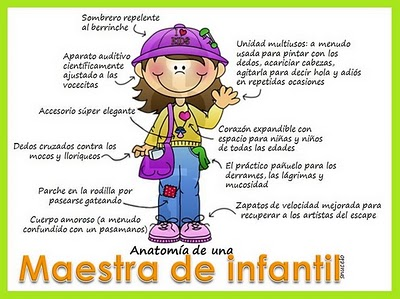 Sombrero repelente
al berrinche
I ♥ KIDS
Aparato auditivo
científicamente
ajustado a las
vocecitas
Unidad multiusos: a menudo
usada para pintar con los
dedos, acariciar cabezas,
agitarla para decir hola y adiós
en repetidas ocasiones
Accesorio súper elegante
Corazón expandible con
espacio para niñas y niños
de todas las edades
Dedos cruzados contra los
mocos y lloriqueos
El práctico pañuelo para los
derrames, las lágrimas y
mucosidad
Parche en la rodilla por
pasearse gateando
Zapatos de velocidad mejorada para
recuperar a los artistas del escape
Cuerpo amoroso (a menudo
confundido con un pasamanos)
Anatomía de una
Maestra de infantil